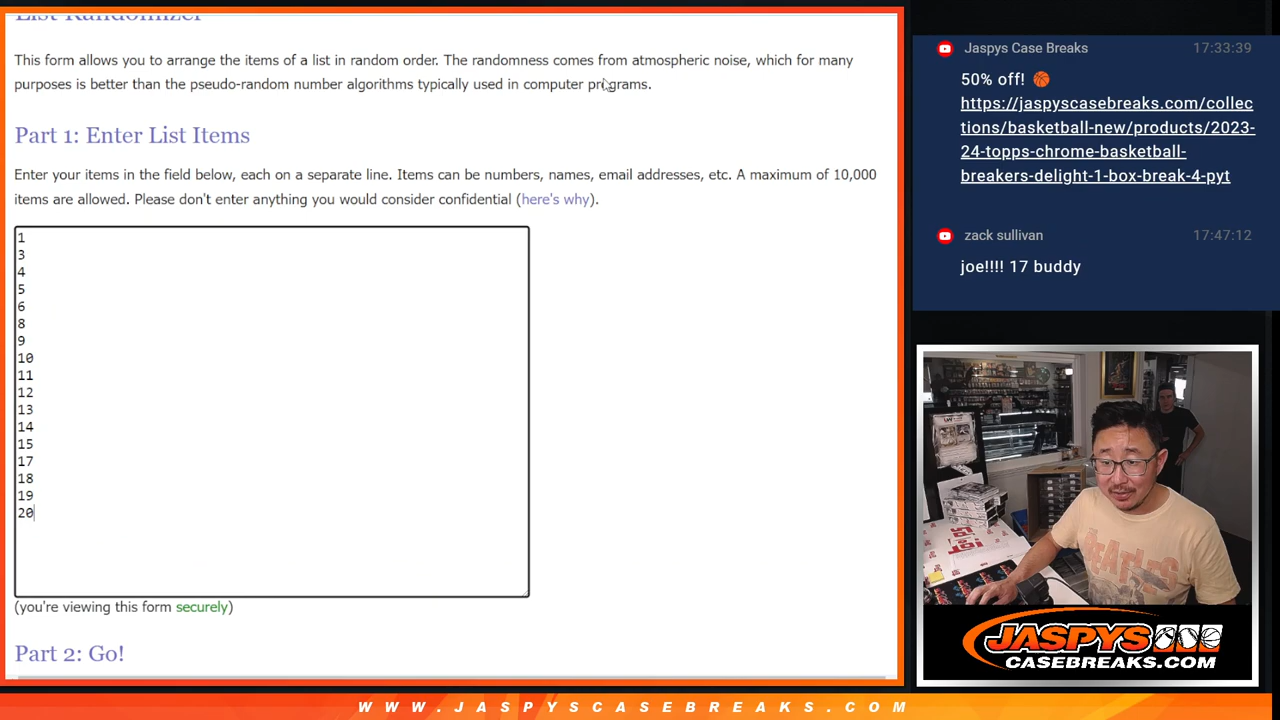 List Randomizer
This form allows you to arrange the items of a list in random order. The randomness comes from atmospheric noise, which for many
purposes is better than the pseudo-random number algorithms typically used in computer programs.
Part 1: Enter List Items
Enter your items in the field below, each on a separate line. Items can be numbers, names, email addresses, etc. A maximum of 10,000
items are allowed. Please don't enter anything you would consider confidential (here's why).
1
3
4
5
6
8
9
10
11
12
13
14
15
17
18
19
20
(you're viewing this form securely)
Part 2: Go!
Jaspys Case Breaks 17:33:39
50% off! 🏀
https://jaspyscasebreaks.com/collec
tions/basketball-new/products/2023-
24-topps-chrome-basketball-
breakers-delight-1-box-break-4-pyt
zack sullivan 17:47:12
joe!!!! 17 buddy
BEATLES
JASPYS
CASEBREAKS.COM
WWW.JASPYSCASEBREAKS.COM